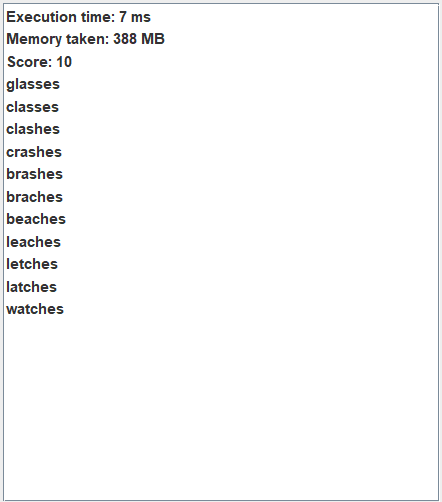 Execution time: 7 ms
Memory taken: 388 MB
Score: 10
glasses
classes
clashes
crashes
brashes
braches
beaches
leaches
letches
latches
watches